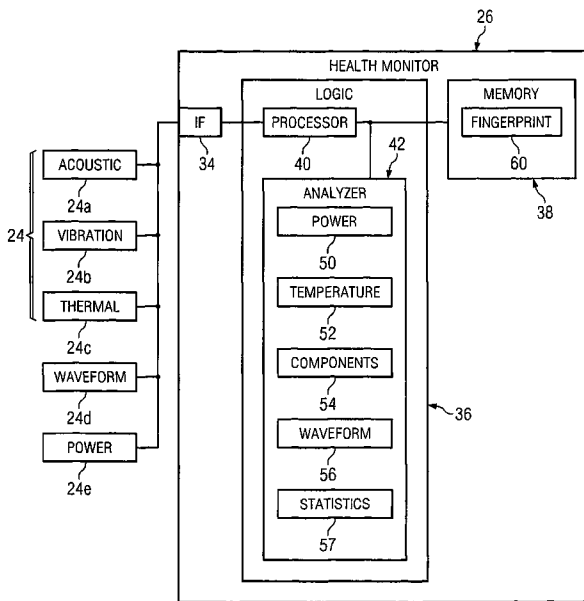 26
HEALTH MONITOR
LOGIC
MEMORY
IF
PROCESSOR
FINGERPRINT
34
40
42
60
38
24
ACOUSTIC
24a
VIBRATION
24b
THERMAL
24c
WAVEFORM
24d
POWER
24e
ANALYZER
POWER
50
TEMPERATURE
52
COMPONENTS
54
WAVEFORM
56
STATISTICS
57
36